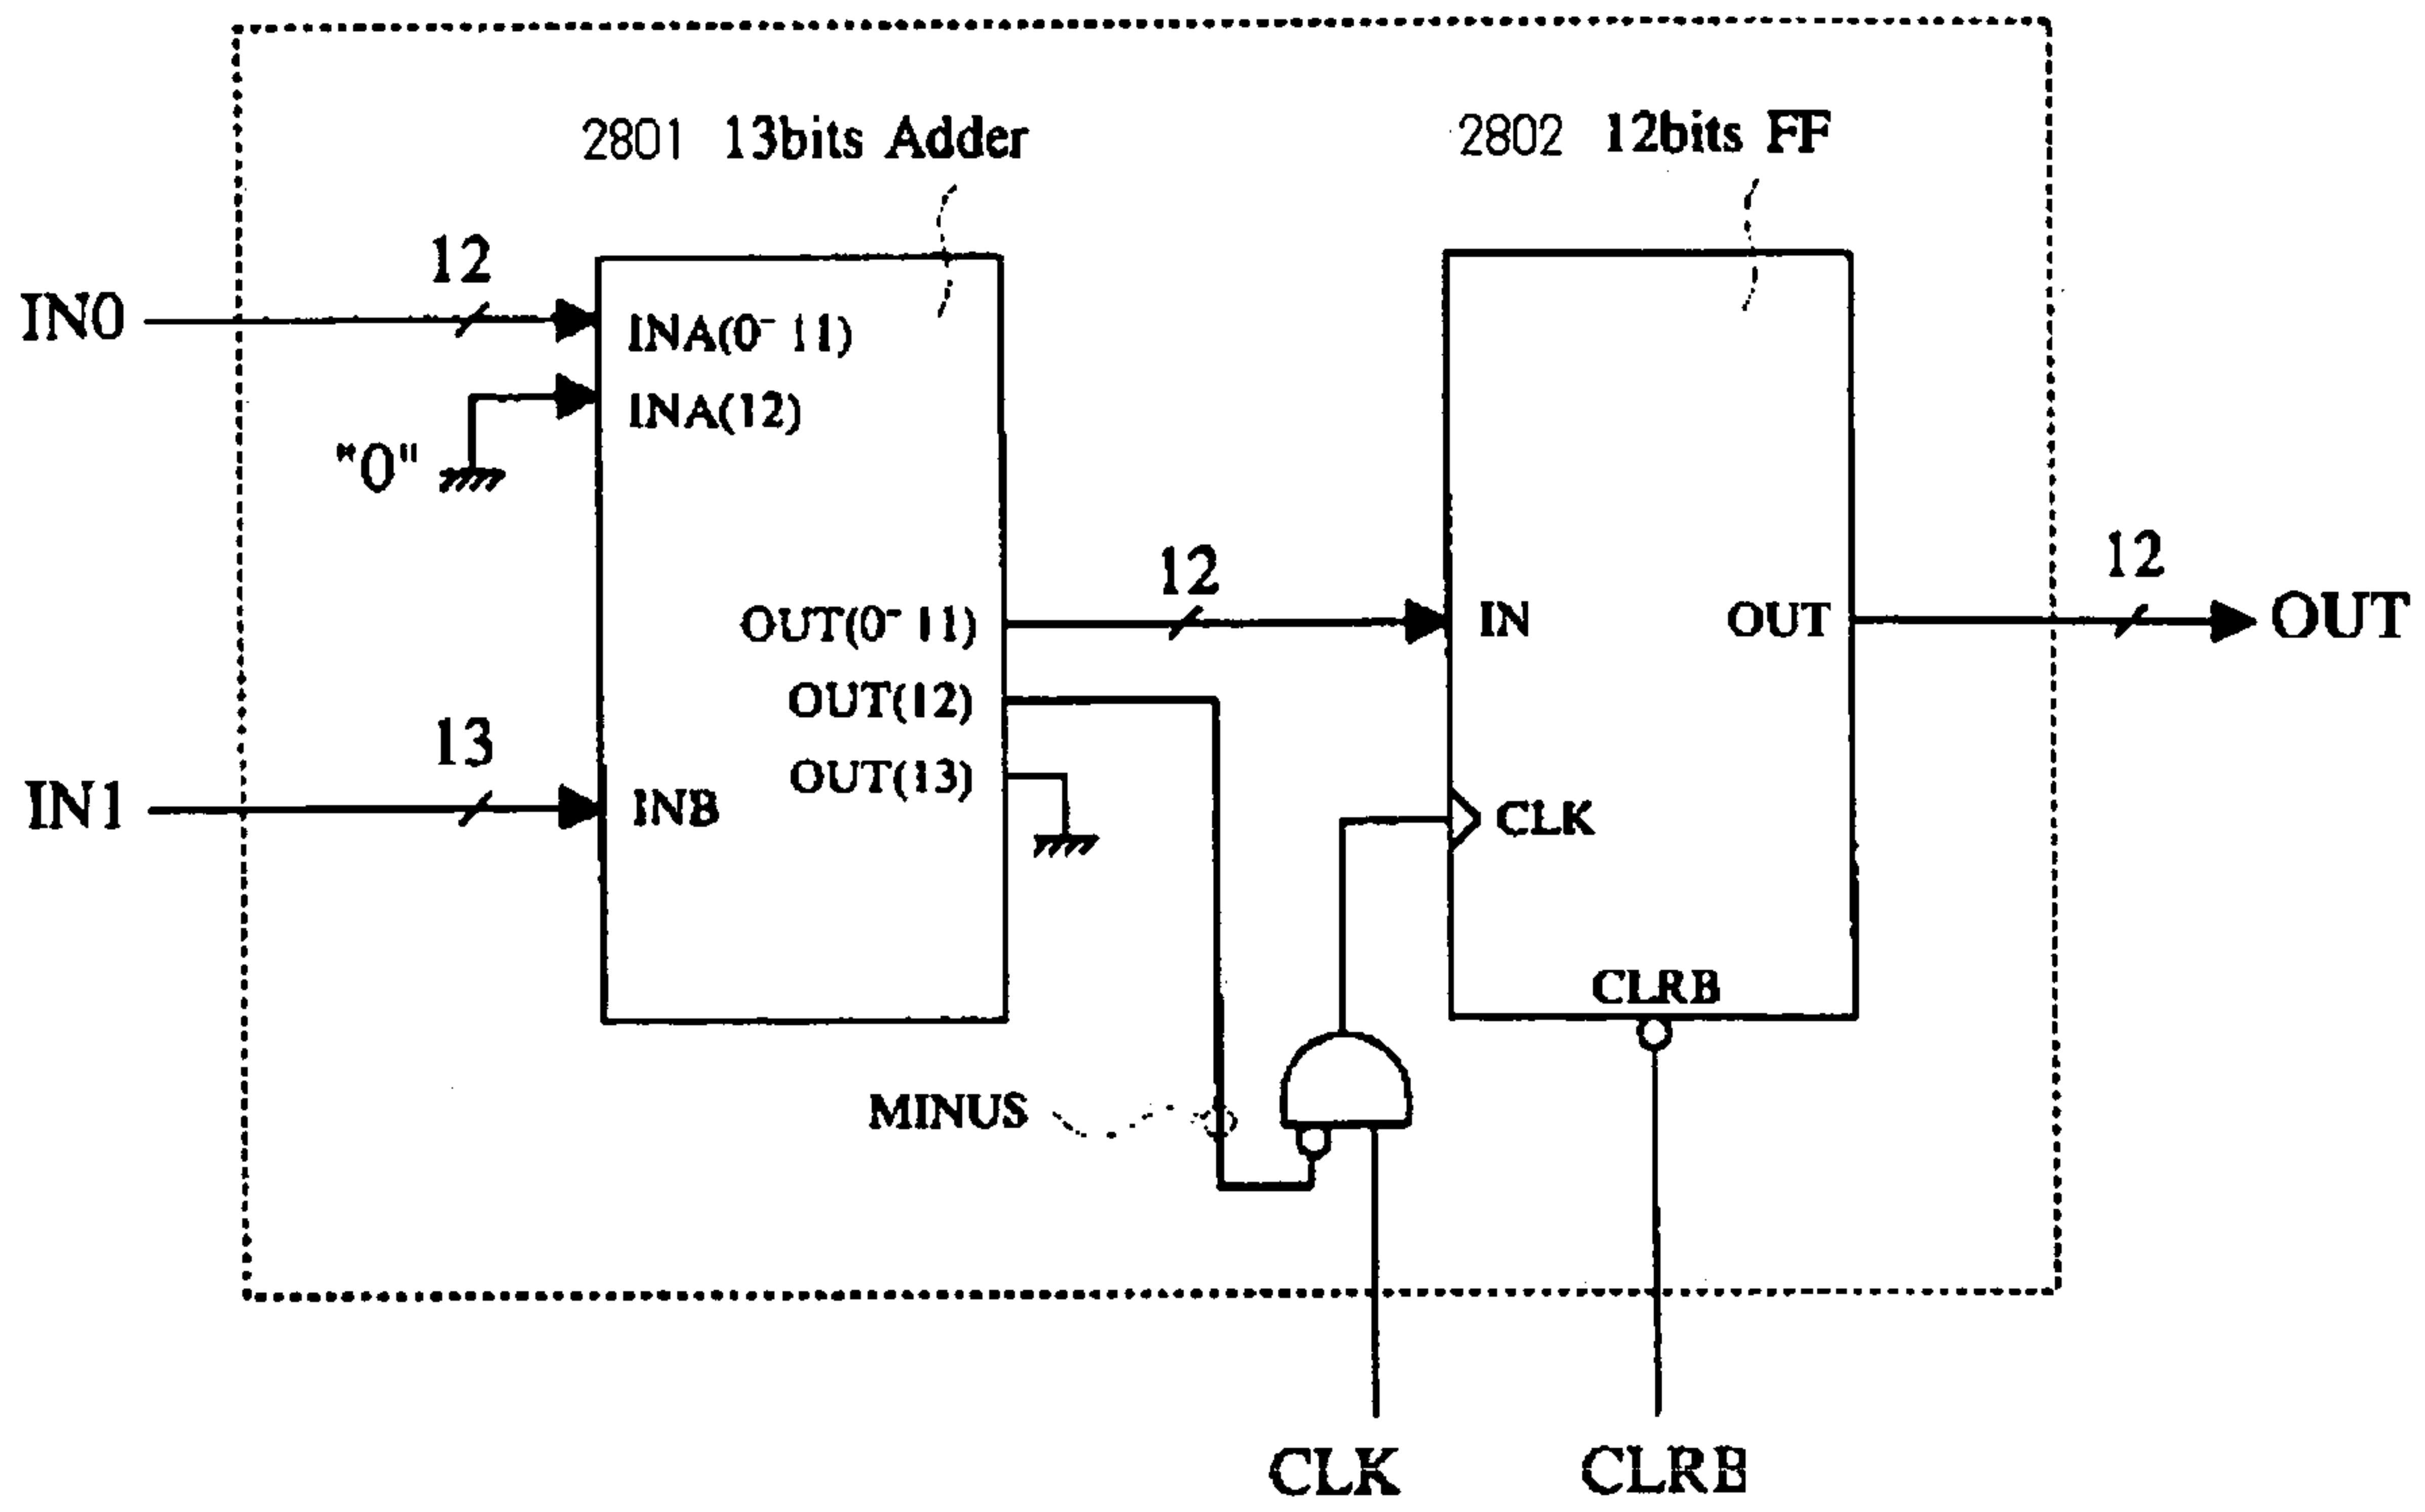 2801 13bits Adder
2802 12bits FF
12
IN0
INA(0-11)
INA(12)
"0"
12
12
OUT(0-11)
IN
OUT
OUT
OUT(12)
13
OUT(13)
IN1
INB
CLK
CLRB
MINUS
CLK
CLRB